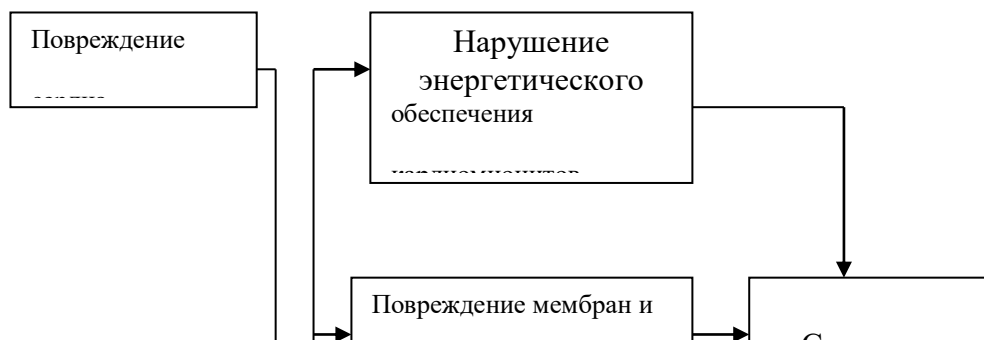 Повреждение
Нарушение
энергетического
обеспечения
Повреждение мембран и